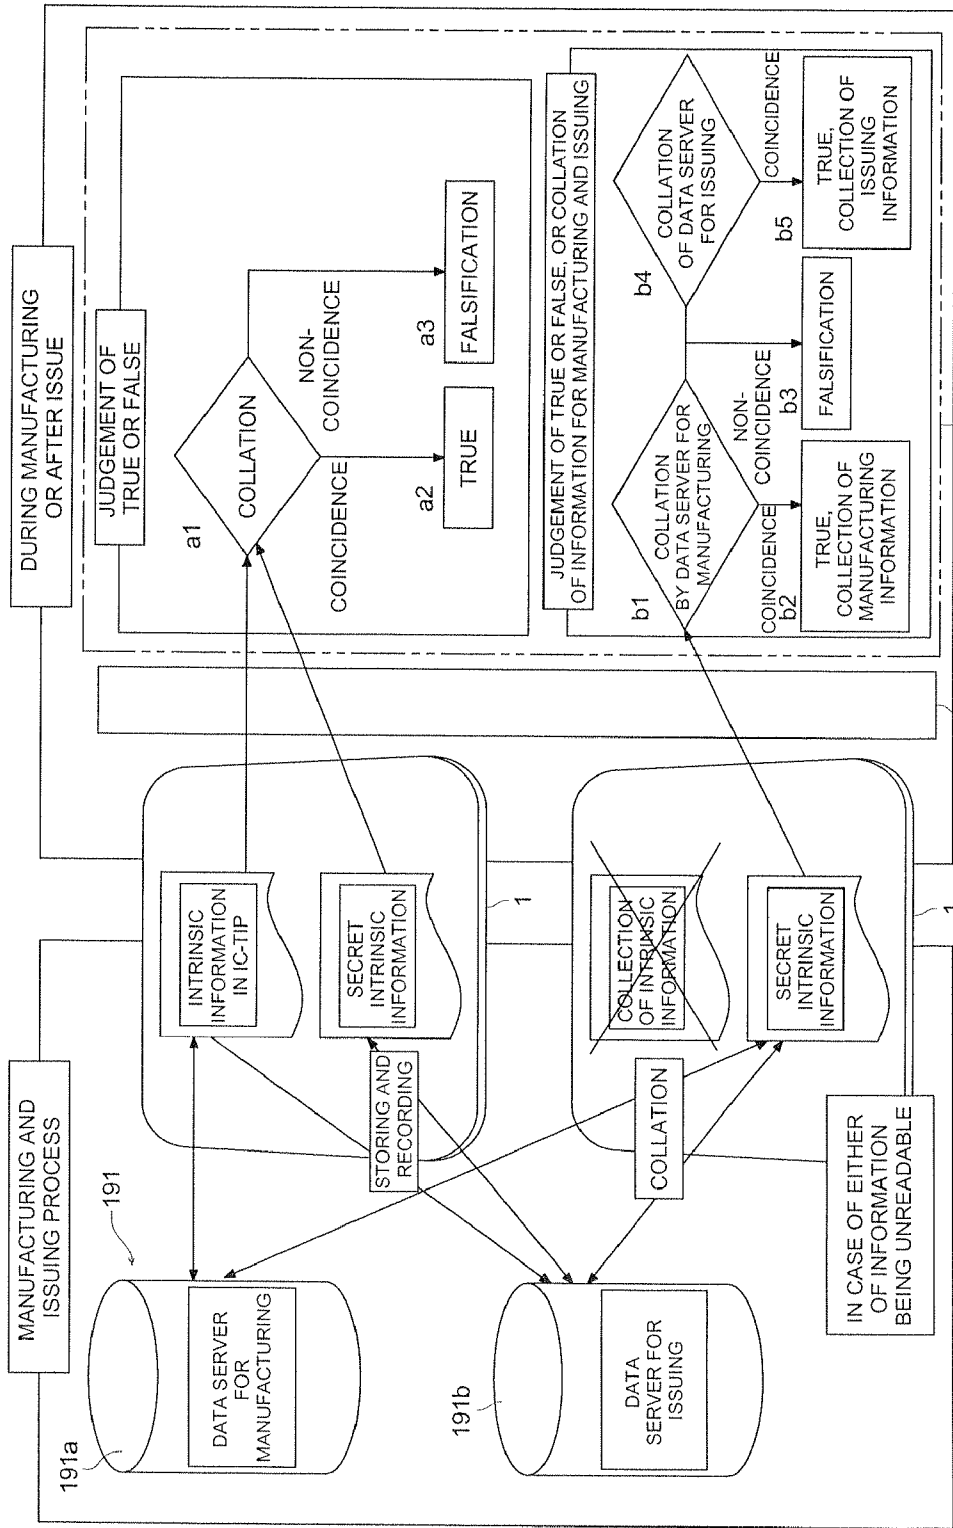 MANUFACTURING AND
ISSUING PROCESS
191
191a
DATA SERVER
FOR
MANUFACTURING
191b
DATA
SERVER FOR
ISSUING
INTRINSIC
INFORMATION
IN IC-TIP
SECRET
INTRINSIC
INFORMATION
STORING AND
RECORDING
1
COLLECTION
OF INTRINSIC
INFORMATION
SECRET
INTRINSIC
INFORMATION
COLLATION
1
IN CASE OF EITHER
OF INFORMATION
BEING UNREADABLE
DURING MANUFACTURING
OR AFTER ISSUE
JUDGEMENT OF
TRUE OR FALSE
a1
COLLATION
COINCIDENCE
NON-
COINCIDENCE
a2
TRUE
a3
FALSIFICATION
JUDGEMENT OF TRUE OR FALSE, OR COLLATION
OF INFORMATION FOR MANUFACTURING AND ISSUING
b1
COLLATION
BY DATA SERVER FOR
MANUFACTURING
COINCIDENCE
b2
TRUE,
COLLECTION OF
MANUFACTURING
INFORMATION
NON-
COINCIDENCE
b3
FALSIFICATION
b4
COLLATION
OF DATA SERVER
FOR ISSUING
COINCIDENCE
b5
TRUE,
COLLECTION OF
ISSUING
INFORMATION